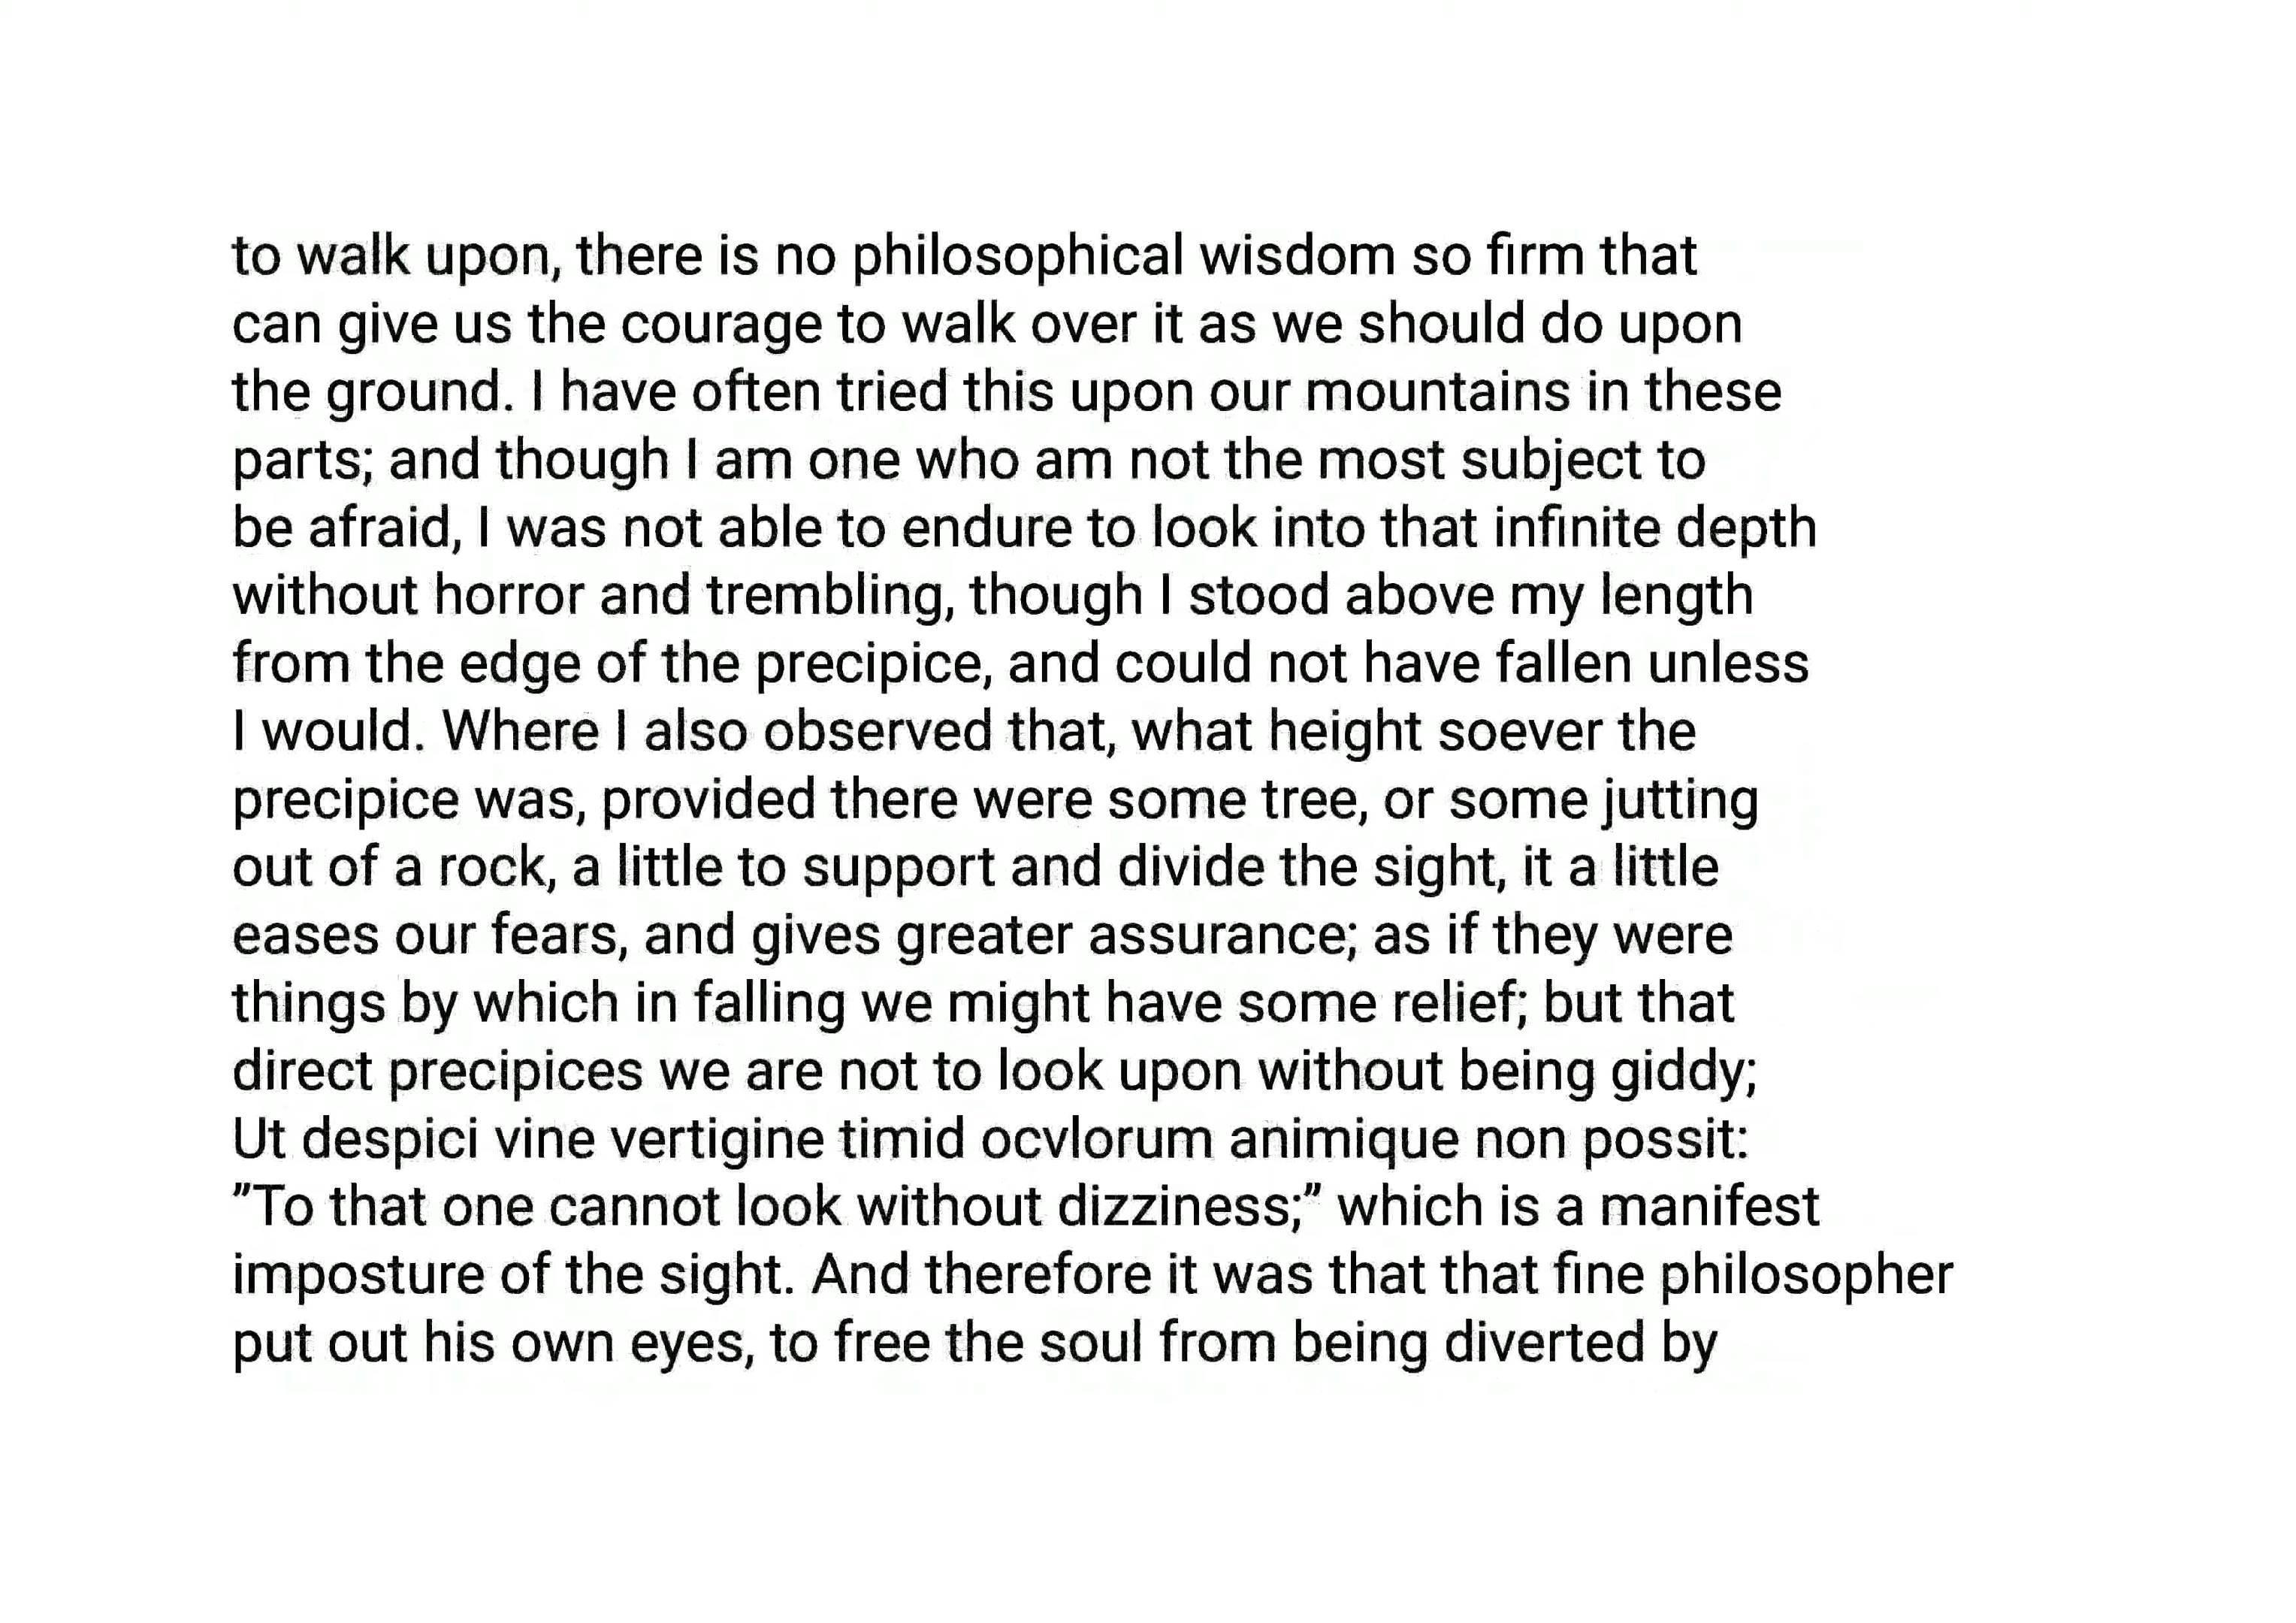 to walk upon, there is no philosophical wisdom so firm that
can give us the courage to walk over it as we should do upon
the ground. I have often tried this upon our mountains in these
parts; and though I am one who am not the most subject to
be afraid, I was not able to endure to look into that infinite depth
without horror and trembling, though I stood above my length
from the edge of the precipice, and could not have fallen unless
I would. Where I also observed that, what height soever the
precipice was, provided there were some tree, or some jutting
out of a rock, a little to support and divide the sight, it a little
eases our fears, and gives greater assurance; as if they were
things by which in falling we might have some relief; but that
direct precipices we are not to look upon without being giddy;
Ut despici vine vertigine timid ocvlorum animique non possit:
”To that one cannot look without dizziness;” which is a manifest
imposture of the sight. And therefore it was that that fine philosopher
put out his own eyes, to free the soul from being diverted by